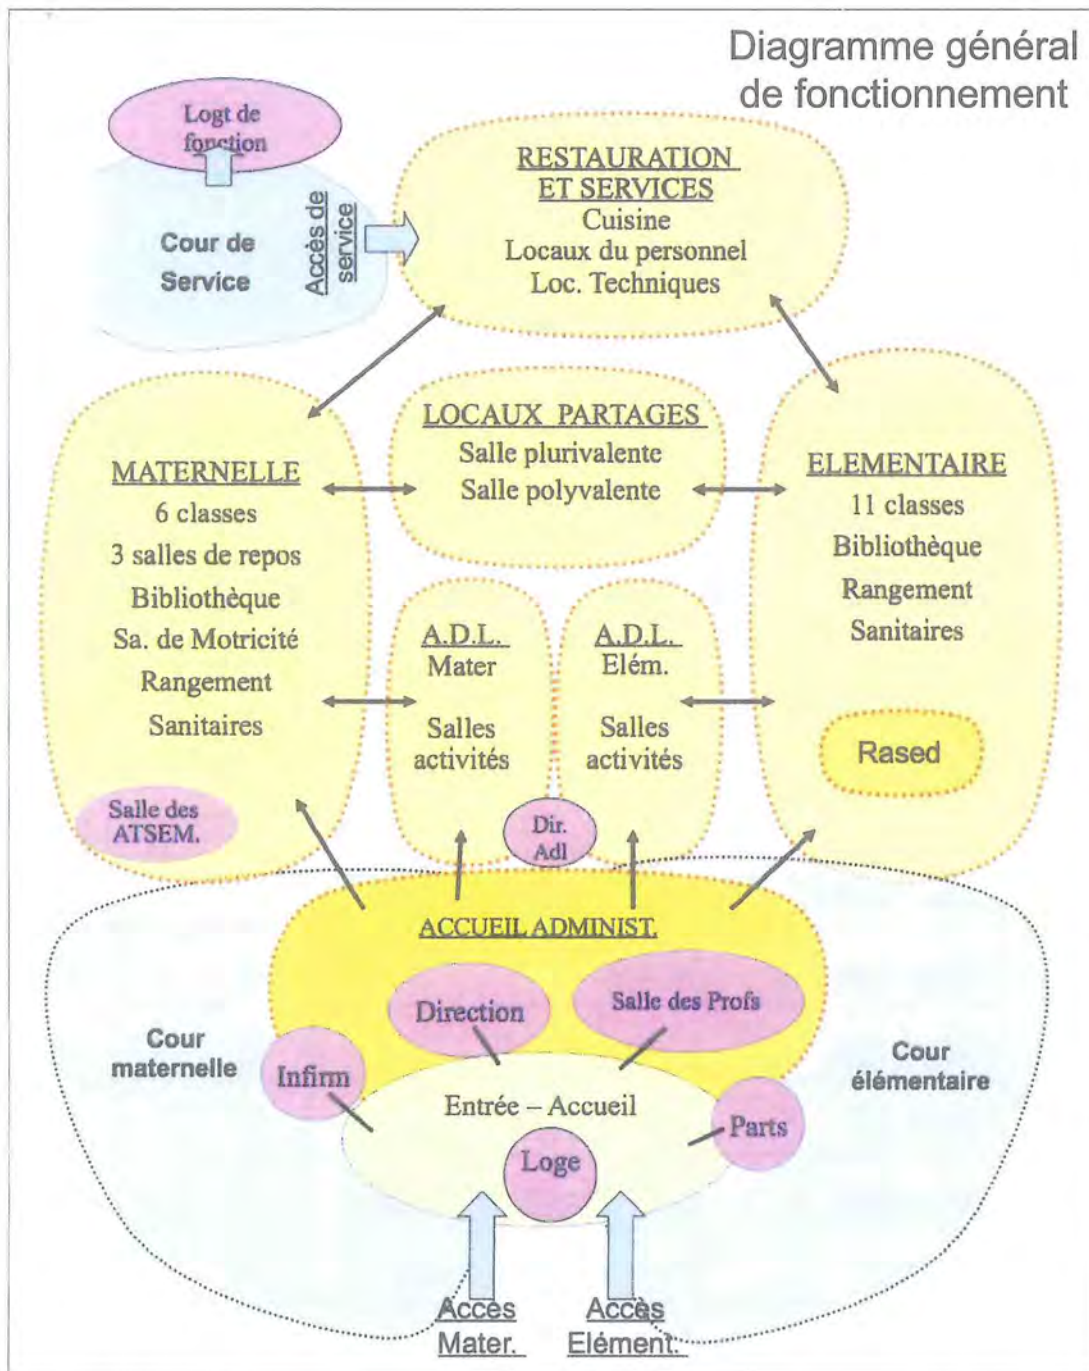 Diagramme général
de fonctionnement
Logt de
fonction
Cour de
Service
Accès de
service
RESTAURATION
ET SERVICES
Cuisine
Locaux du personnel
Loc. Techniques
LOCAUX PARTAGES
Salle plurivalente
Salle polyvalente
MATERNELLE
6 classes
3 salles de repos
Bibliothèque
Sa. de Motricité
Rangement
Sanitaires
Salle des
ATSEM.
A.D.L.
Mater
Salles
activités
A.D.L.
Elém.
Salles
activités
Dir.
Adl
ELEMENTAIRE
11 classes
Bibliothèque
Rangement
Sanitaires
Rased
ACCUEIL ADMINIST.
Direction
Salle des Profs
Cour
maternelle
Infirm
Entrée – Accueil
Loge
Parts
Cour
élémentaire
Accès
Mater.
Accès
Elément.